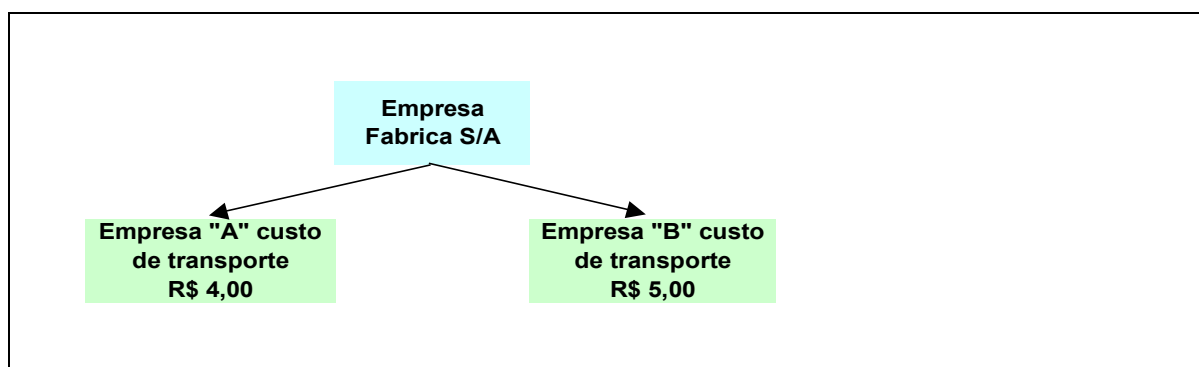 Empresa
Fabrica S/A
Empresa "A" custo
de transporte
R$ 4,00
Empresa "B" custo
de transporte
R$ 5,00